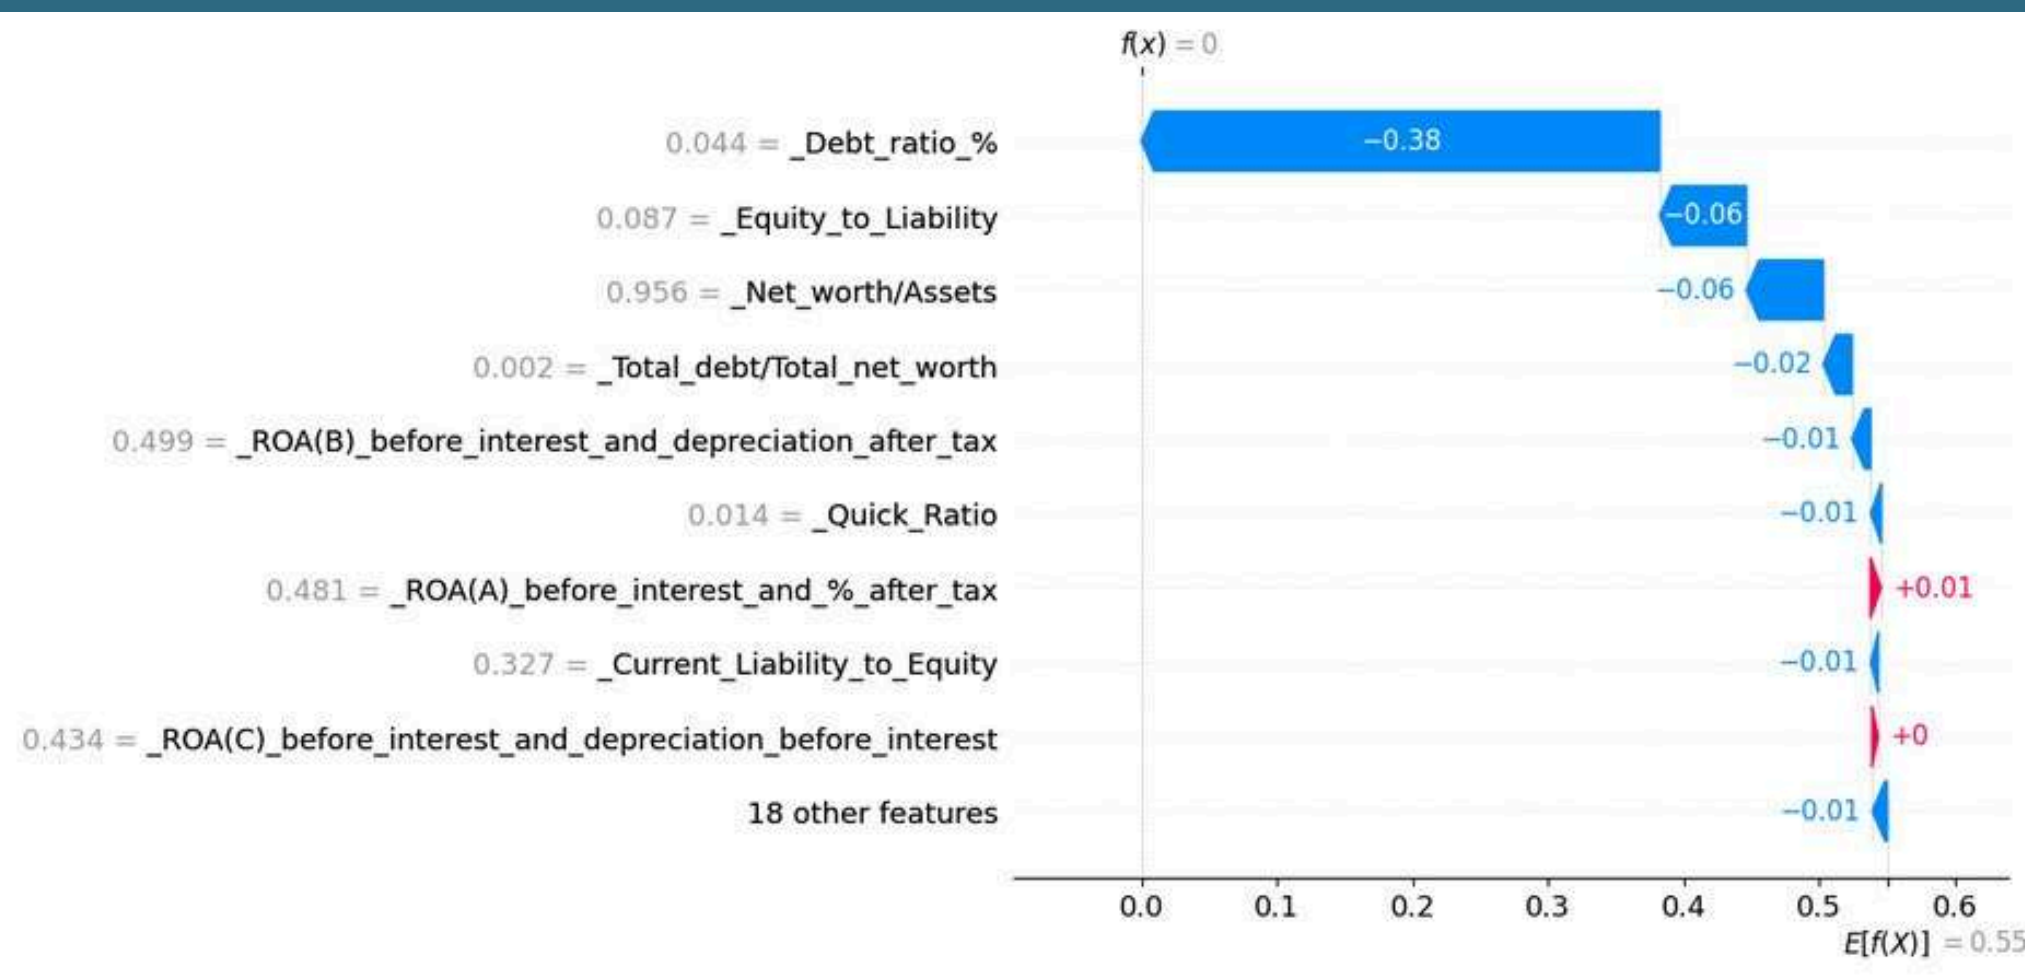 f(x) = 0
0.044 = _Debt_ratio_% −0.38
0.087 = _Equity_to_Liability −0.06
0.956 = _Net_worth/Assets −0.06
0.002 = _Total_debt/Total_net_worth −0.02
0.499 = _ROA(B)_before_interest_and_depreciation_after_tax −0.01
0.014 = _Quick_Ratio −0.01
0.481 = _ROA(A)_before_interest_and_%_after_tax +0.01
0.327 = _Current_Liability_to_Equity −0.01
0.434 = _ROA(C)_before_interest_and_depreciation_before_interest +0
18 other features −0.01
0.0 0.1 0.2 0.3 0.4 0.5 0.6
E[f(X)] = 0.55